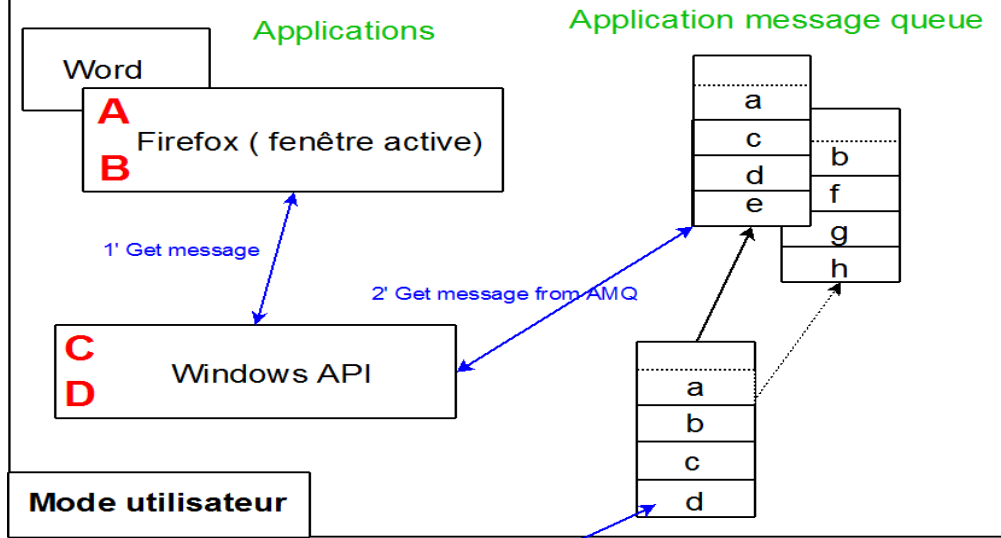 Applications
Application message queue
Word
A
Firefox ( fenêtre active)
B
a
c
d
e
b
f
g
h
1' Get message
2' Get message from AMQ
C
Windows API
D
a
b
c
d
Mode utilisateur